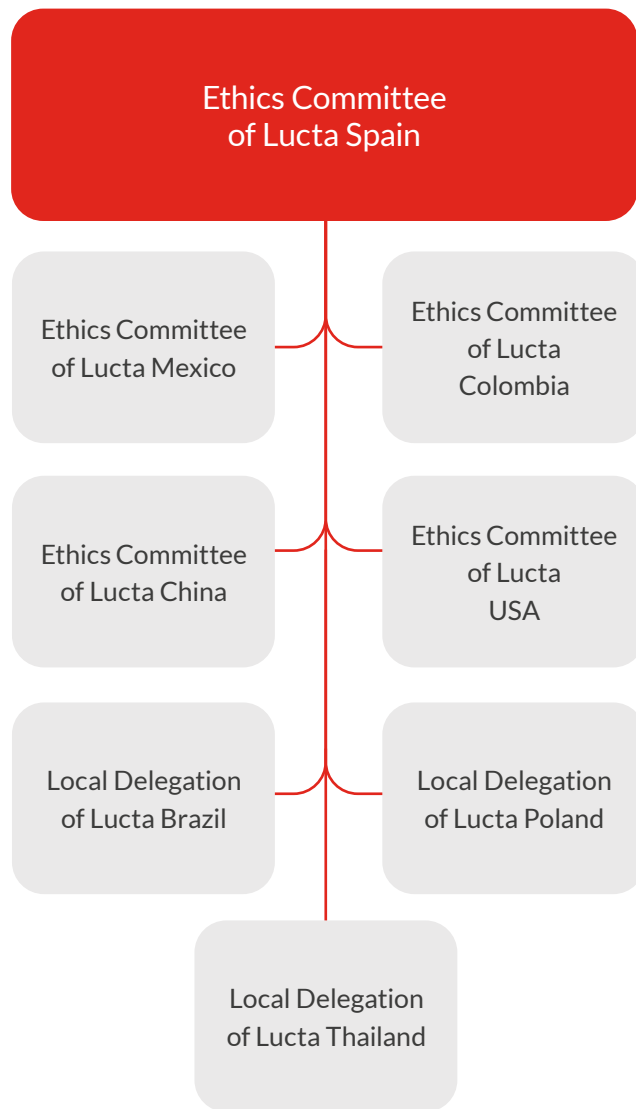 Ethics Committee
of Lucta Spain
Ethics Committee
of Lucta Mexico
Ethics Committee
of Lucta
Colombia
Ethics Committee
of Lucta China
Ethics Committee
of Lucta
USA
Local Delegation
of Lucta Brazil
Local Delegation
of Lucta Poland
Local Delegation
of Lucta Thailand